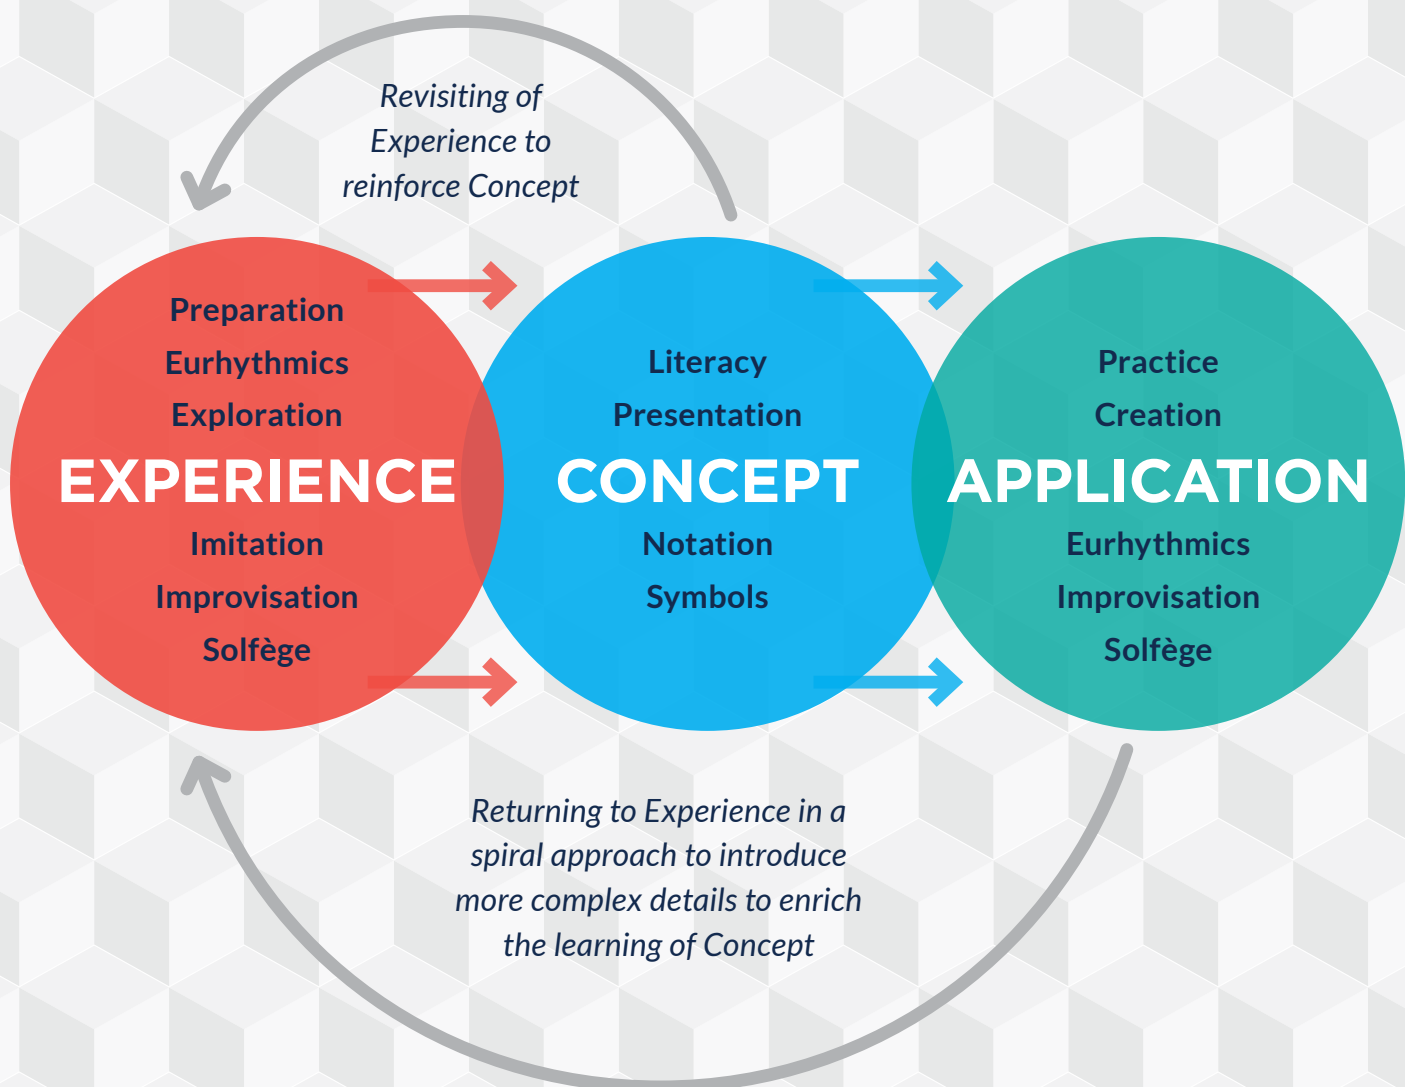 Revisiting of
Experience to
reinforce Concept
Preparation
Eurhythmics
Exploration
EXPERIENCE
Imitation
Improvisation
Solfège
Literacy
Presentation
CONCEPT
Notation
Symbols
Practice
Creation
APPLICATION
Eurhythmics
Improvisation
Solfège
Returning to Experience in a
spiral approach to introduce
more complex details to enrich
the learning of Concept